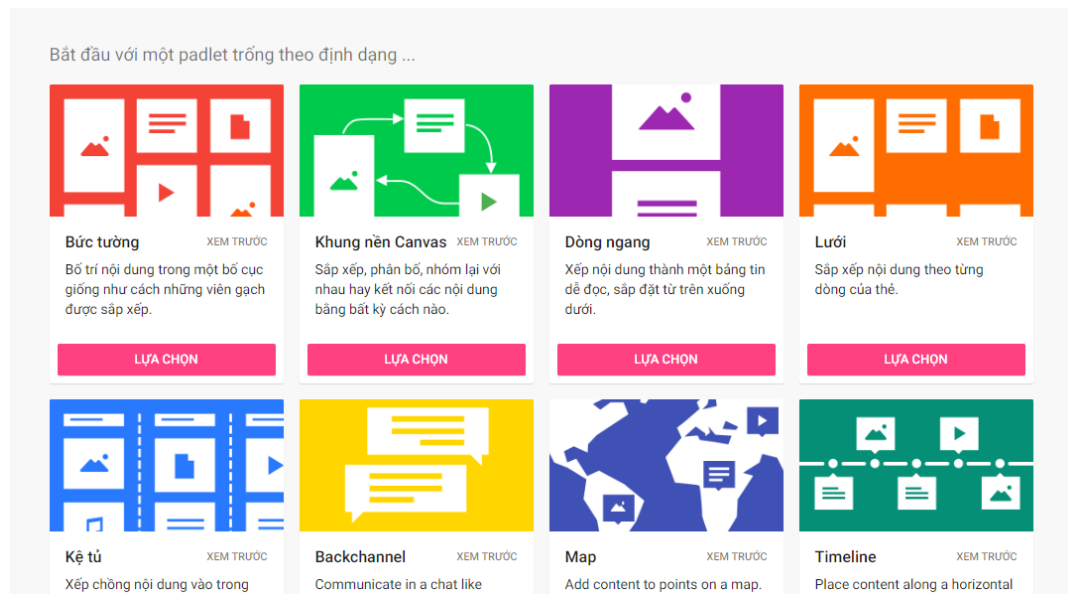 Bắt đầu với một padlet trống theo định dạng ...
Bức tường XEM TRƯỚC
Bố trí nội dung trong một bố cục
giống như cách những viên gạch
được sắp xếp.
LỰA CHỌN
Khung nền Canvas XEM TRƯỚC
Sắp xếp, phân bố, nhóm lại với
nhau hay kết nối các nội dung
bằng bất kỳ cách nào.
LỰA CHỌN
Dòng ngang XEM TRƯỚC
Xếp nội dung thành một bảng tin
dễ đọc, sắp đặt từ trên xuống
dưới.
LỰA CHỌN
Lưới XEM TRƯỚC
Sắp xếp nội dung theo từng
dòng của thẻ.
LỰA CHỌN
Kệ tủ XEM TRƯỚC
Xếp chồng nội dung vào trong
Backchannel XEM TRƯỚC
Communicate in a chat like
Map XEM TRƯỚC
Add content to points on a map.
Timeline XEM TRƯỚC
Place content along a horizontal